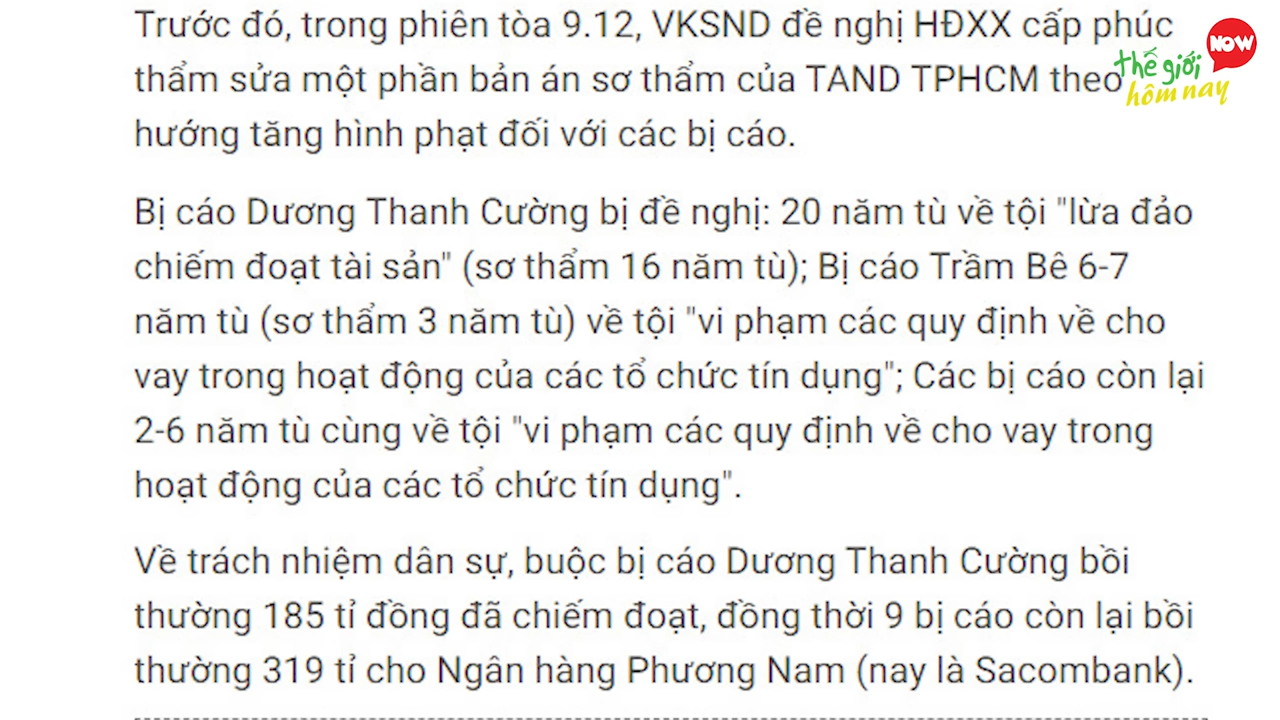 Trước đó, trong phiên tòa 9.12, VKSND đề nghị HĐXX cấp phúc
thẩm sửa một phần bản án sơ thẩm của TAND TPHCM theo
hướng tăng hình phạt đối với các bị cáo.
NOW
thế giới
hôm nay
Bị cáo Dương Thanh Cường bị đề nghị: 20 năm tù về tội "lừa đảo
chiếm đoạt tài sản" (sơ thẩm 16 năm tù); Bị cáo Trầm Bê 6-7
năm tù (sơ thẩm 3 năm tù) về tội "vi phạm các quy định về cho
vay trong hoạt động của các tổ chức tín dụng"; Các bị cáo còn lại
2-6 năm tù cùng về tội "vi phạm các quy định về cho vay trong
hoạt động của các tổ chức tín dụng".
Về trách nhiệm dân sự, buộc bị cáo Dương Thanh Cường bồi
thường 185 tỉ đồng đã chiếm đoạt, đồng thời 9 bị cáo còn lại bồi
thường 319 tỉ cho Ngân hàng Phương Nam (nay là Sacombank).